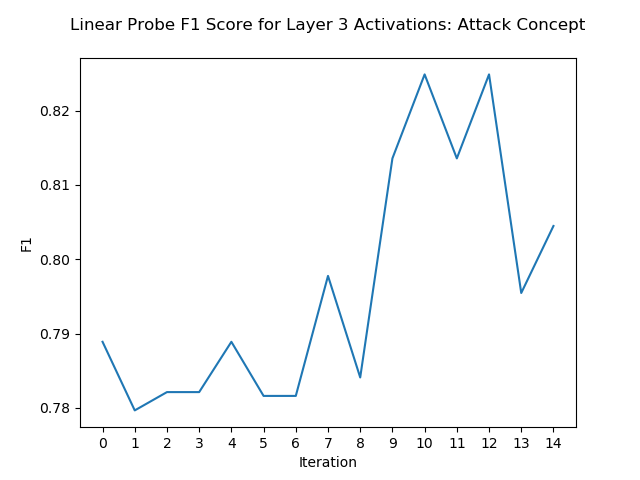 Linear Probe F1 Score for Layer 3 Activations: Attack Concept
F1
0.82
0.81
0.80
0.79
0.78
0 1 2 3 4 5 6 7 8 9 10 11 12 13 14
Iteration